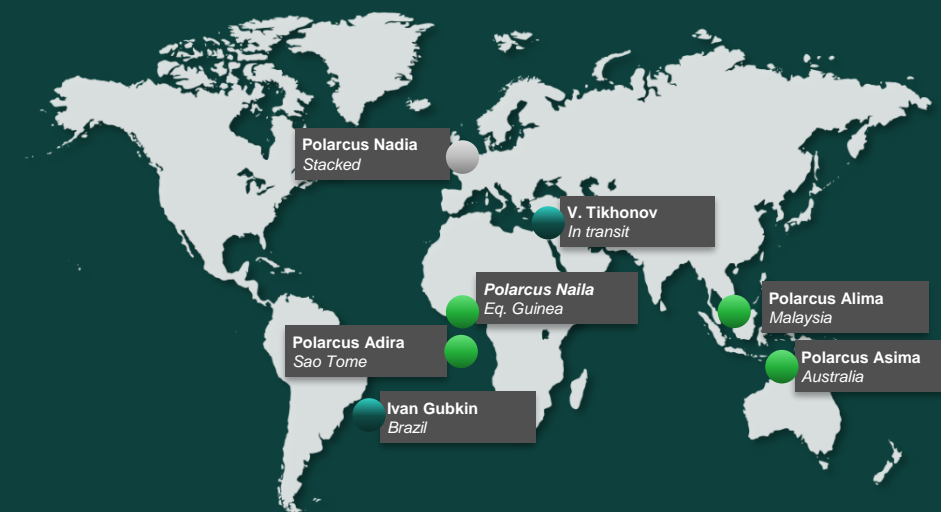 Polarcus Nadia
Stacked
V. Tikhonov
In transit
Polarcus Naila
Eq. Guinea
Polarcus Alima
Malaysia
Polarcus Adira
Sao Tome
Polarcus Asima
Australia
Ivan Gubkin
Brazil